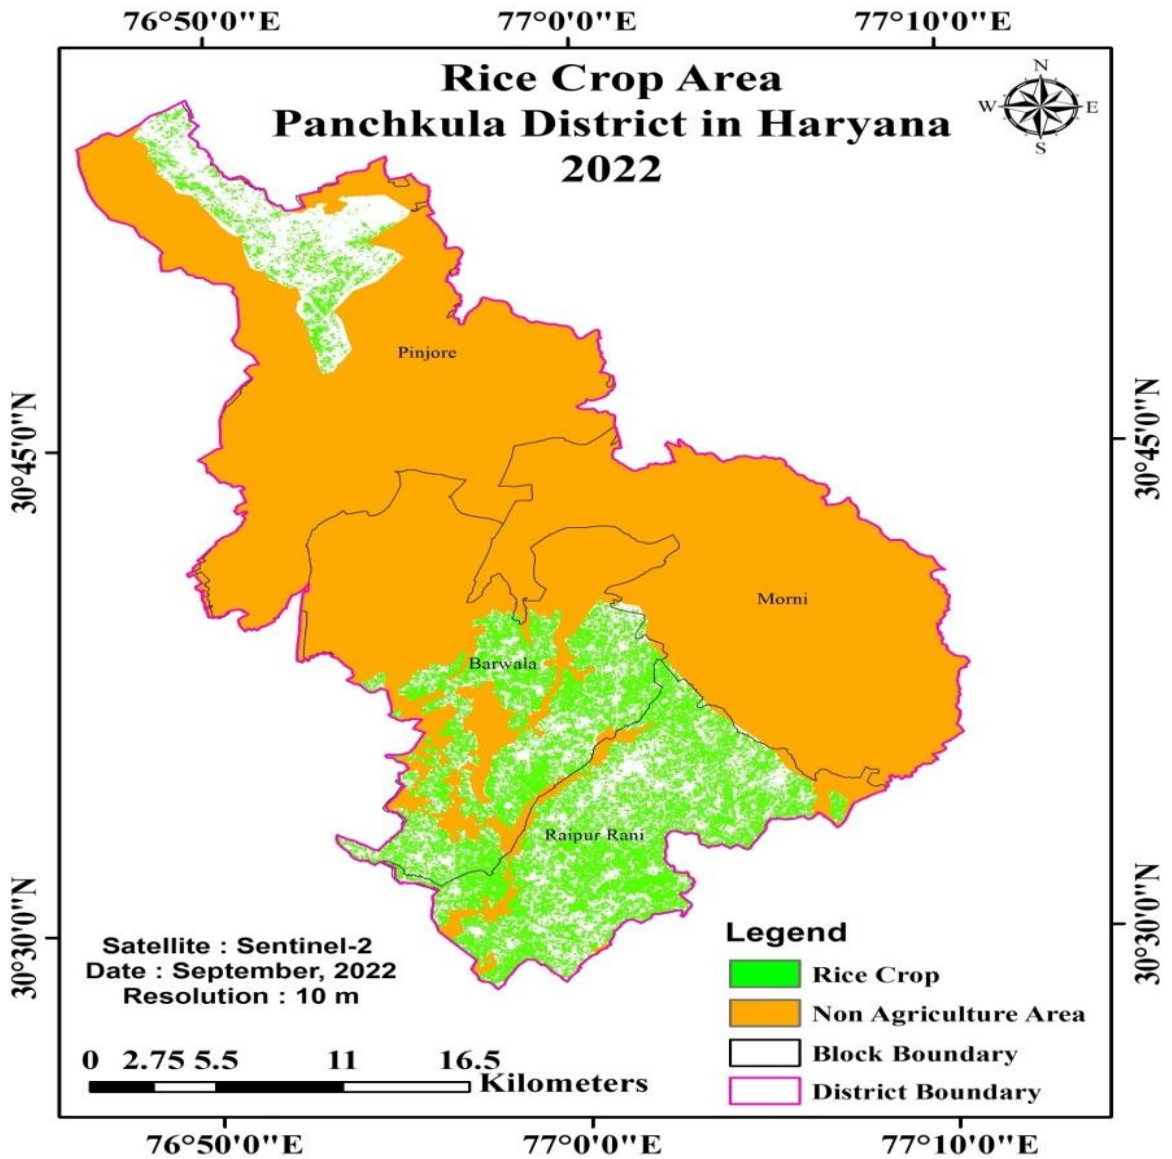 76°50'0"E 77°0'0"E 77°10'0"E
Rice Crop Area
Panchkula District in Haryana
2022
N
W E
S
Pinjore
30°45'0"N 30°45'0"N
Morni
Barwala
Raipur Rani
30°30'0"N 30°30'0"N
Satellite : Sentinel-2
Date : September, 2022
Resolution : 10 m
0 2.75 5.5 11 16.5
Kilometers
Legend
Rice Crop
Non Agriculture Area
Block Boundary
District Boundary
76°50'0"E 77°0'0"E 77°10'0"E